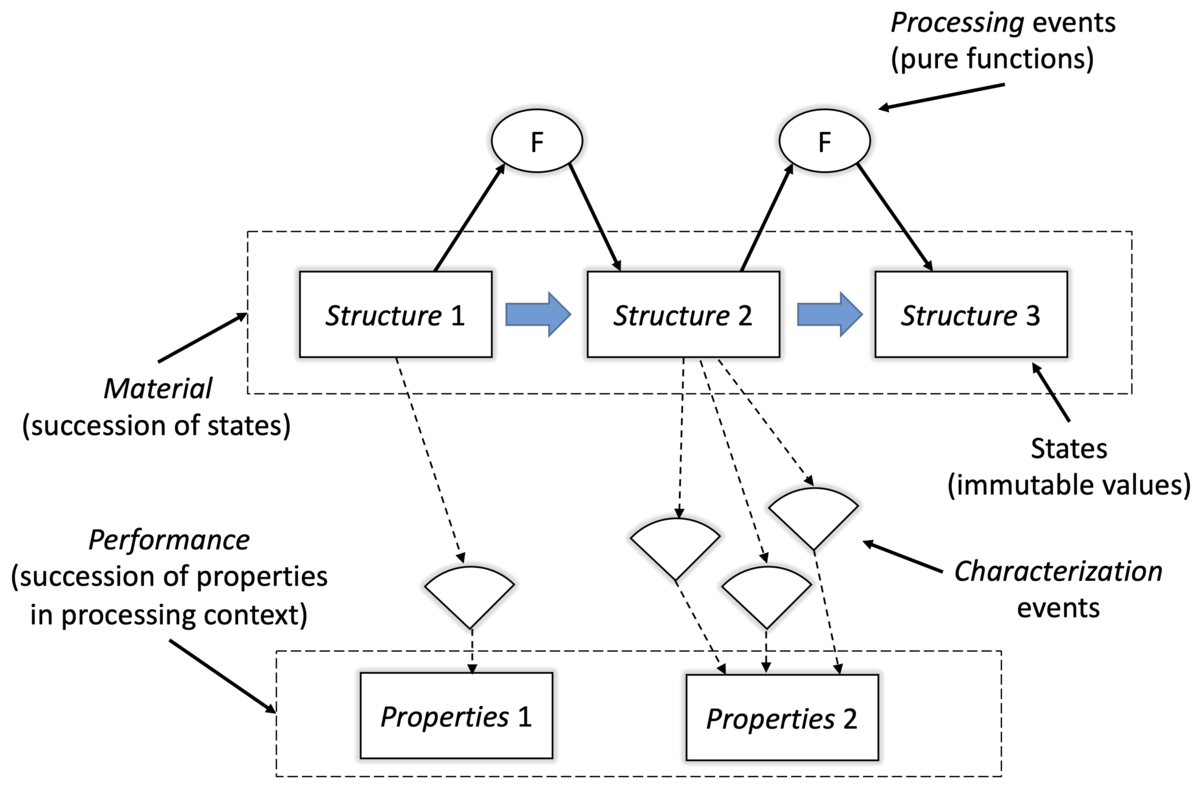 Processing events
(pure functions)
F
F
Structure 1
Structure 2
Structure 3
Material
(succession of states)
States
(immutable values)
Performance
(succession of properties
in processing context)
Characterization
events
Properties 1
Properties 2